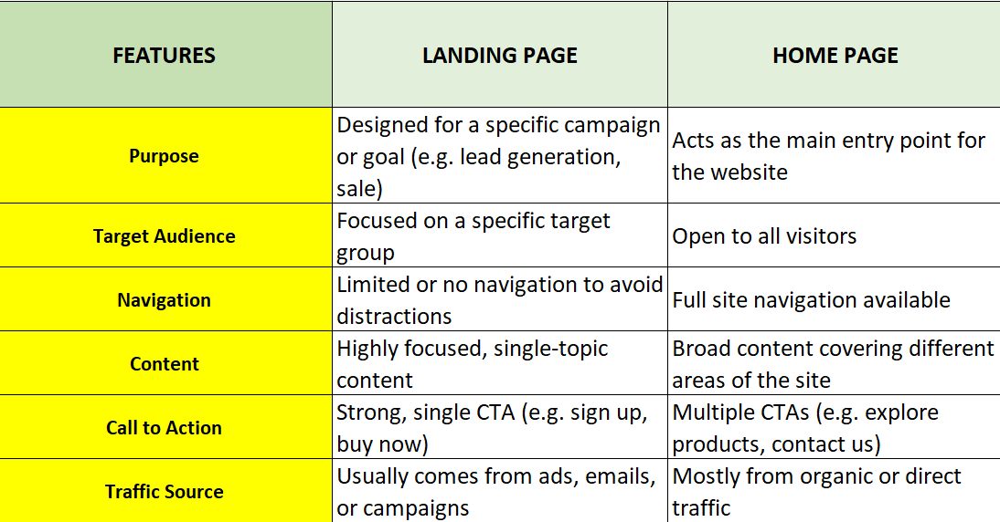 FEATURES LANDING PAGE HOME PAGE
Purpose
Designed for a specific campaign
or goal (e.g. lead generation,
sale)
Acts as the main entry point for
the website
Target Audience
Focused on a specific target
group
Open to all visitors
Navigation
Limited or no navigation to avoid
distractions
Full site navigation available
Content
Highly focused, single-topic
content
Broad content covering different
areas of the site
Call to Action
Strong, single CTA (e.g. sign up,
buy now)
Multiple CTAs (e.g. explore
products, contact us)
Traffic Source
Usually comes from ads, emails,
or campaigns
Mostly from organic or direct
traffic